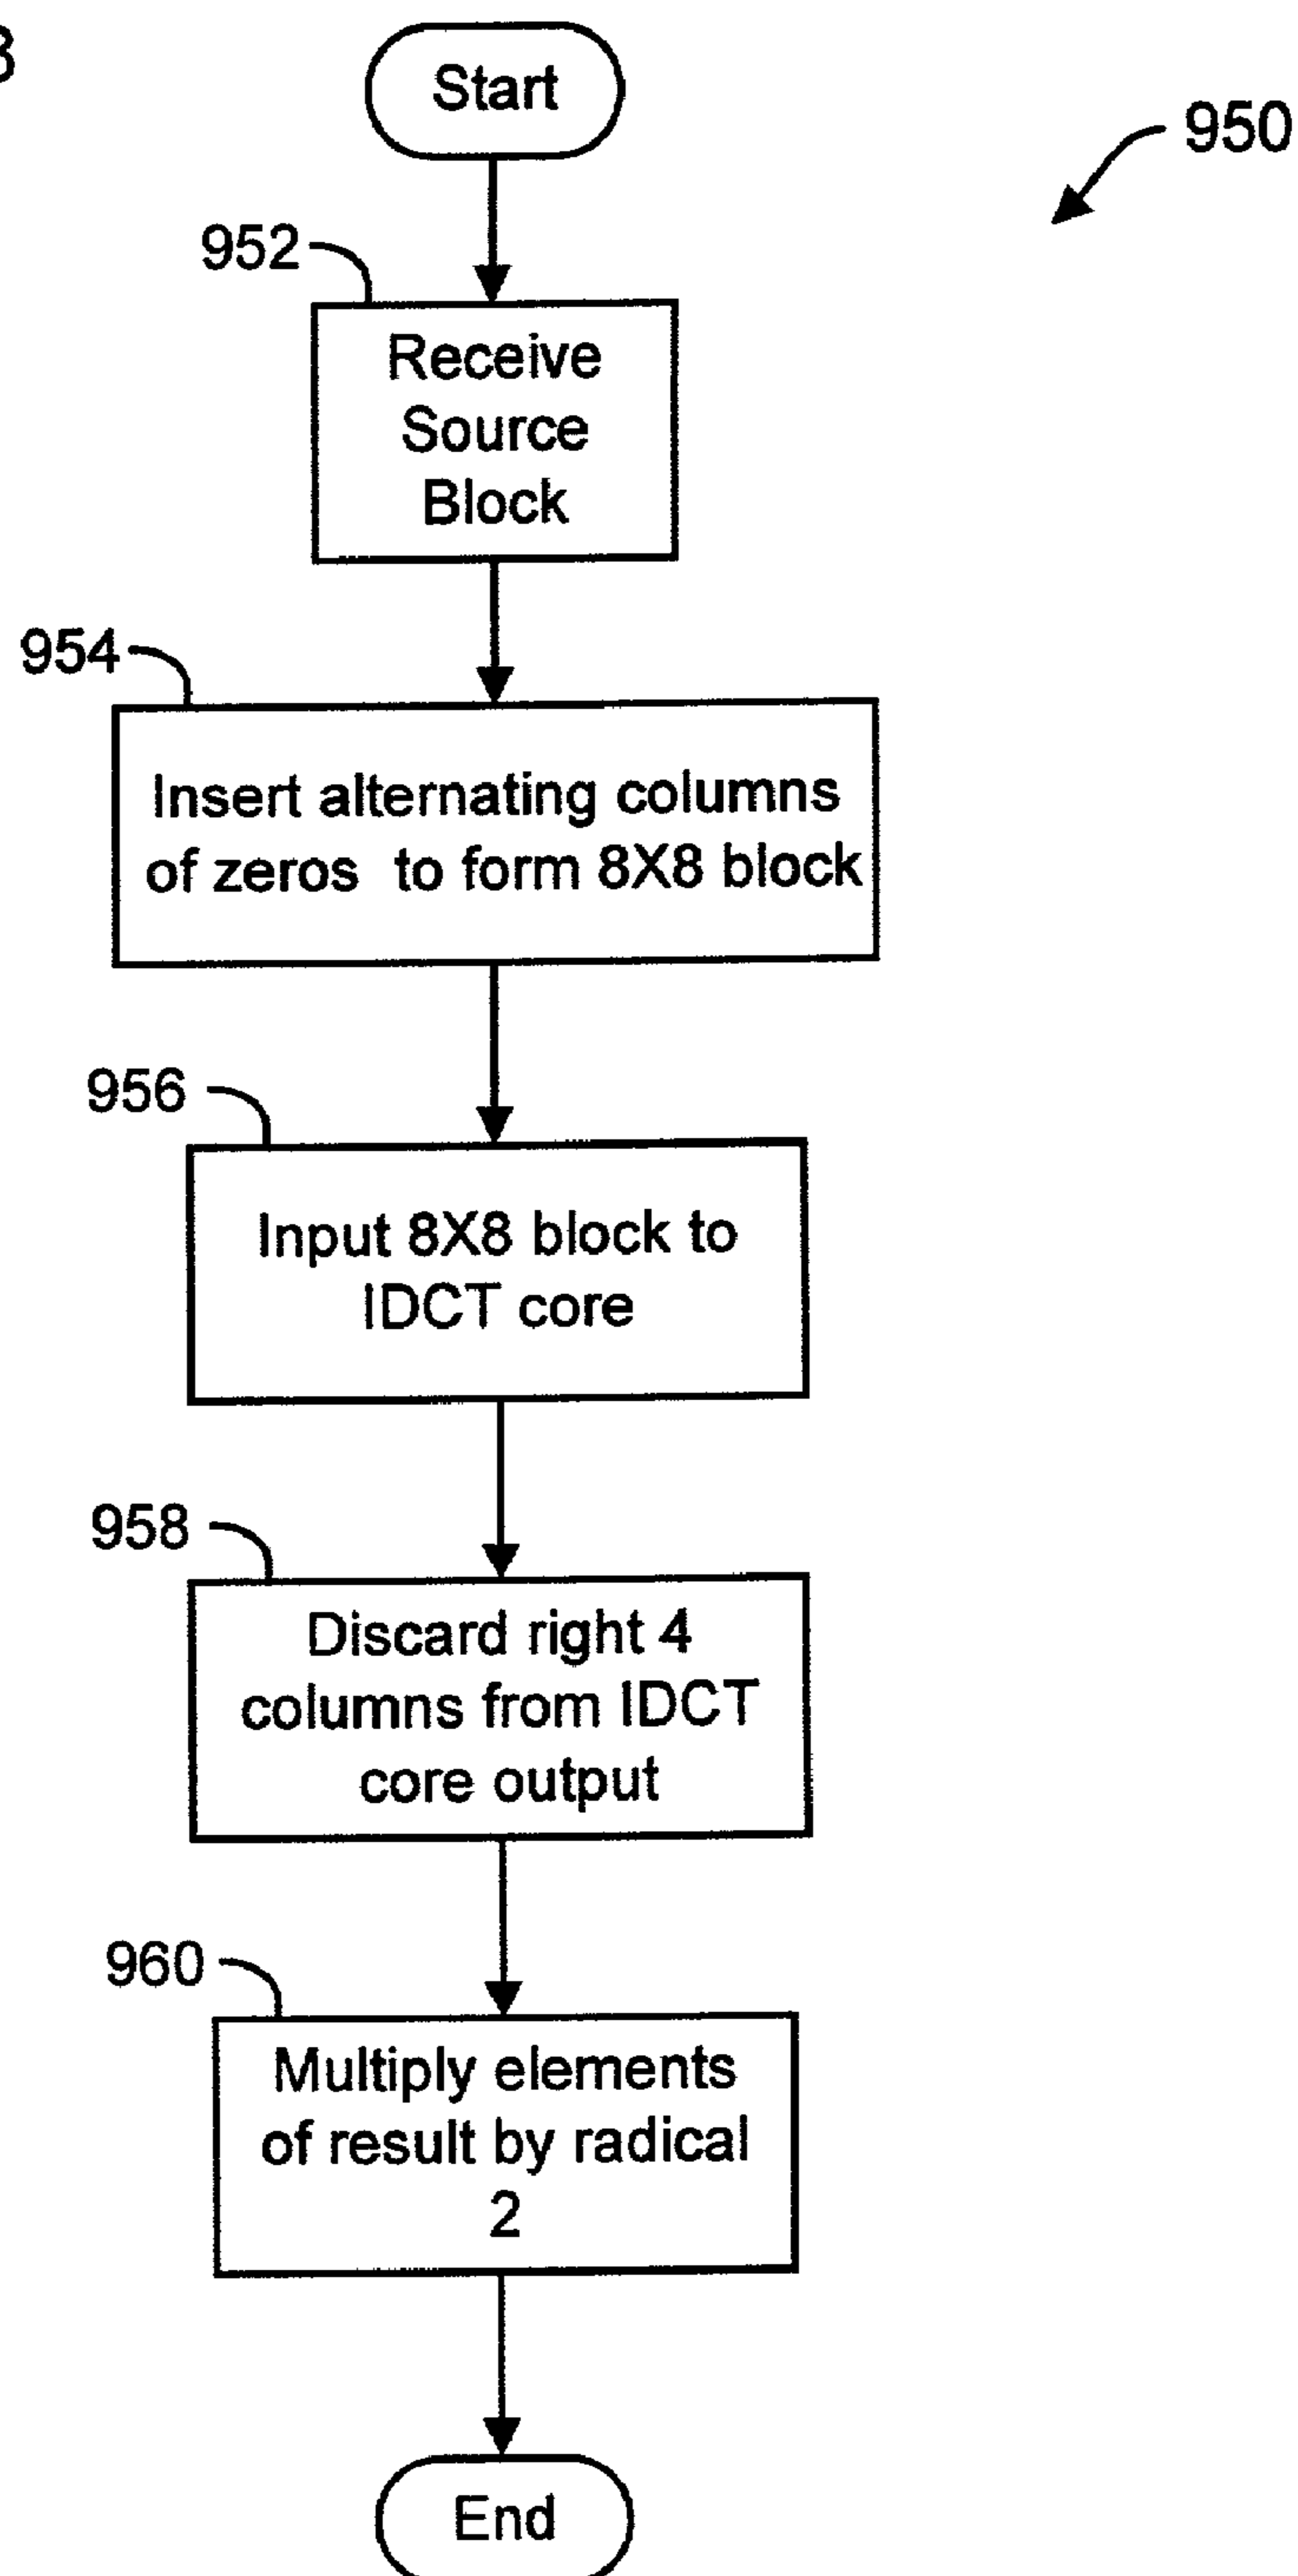 Start
950
952
Receive
Source
Block
954
Insert alternating columns
of zeros to form 8X8 block
956
Input 8X8 block to
IDCT core
958
Discard right 4
columns from IDCT
core output
960
Multiply elements
of result by radical
2
End